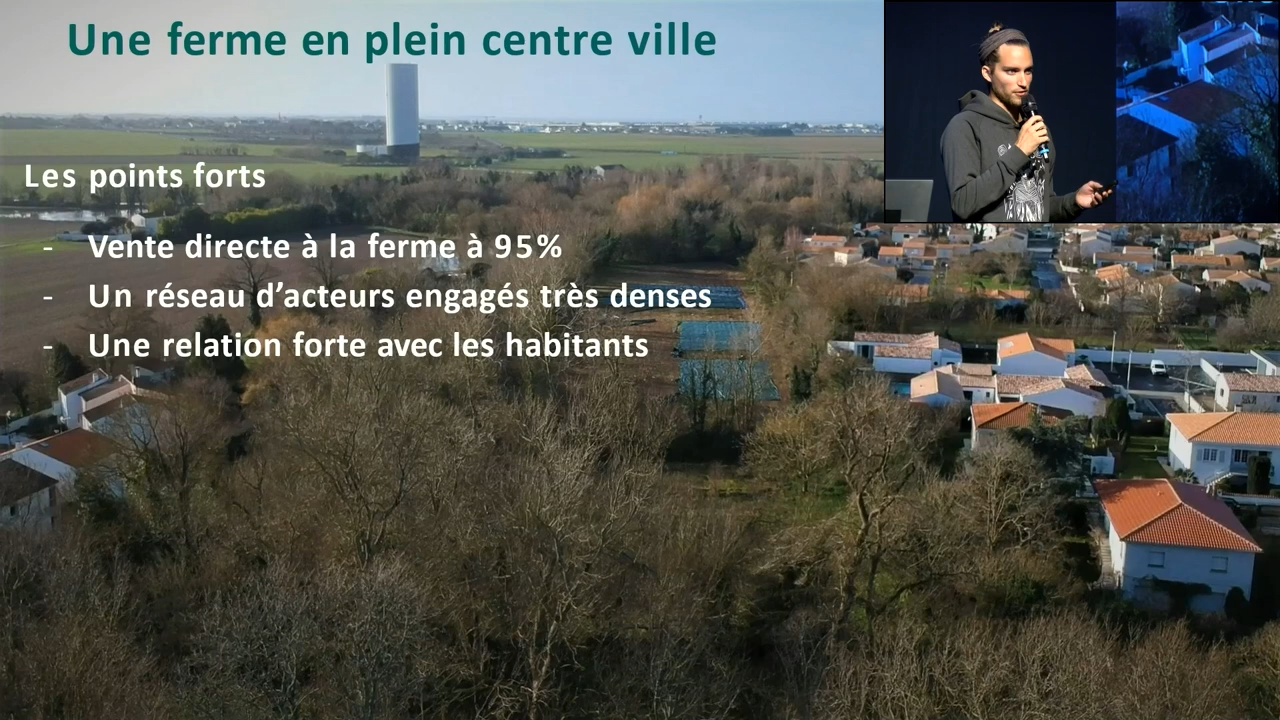 Une ferme en plein centre ville
Les points forts
- Vente directe à la ferme à 95%
- Un réseau d’acteurs engagés très denses
- Une relation forte avec les habitants